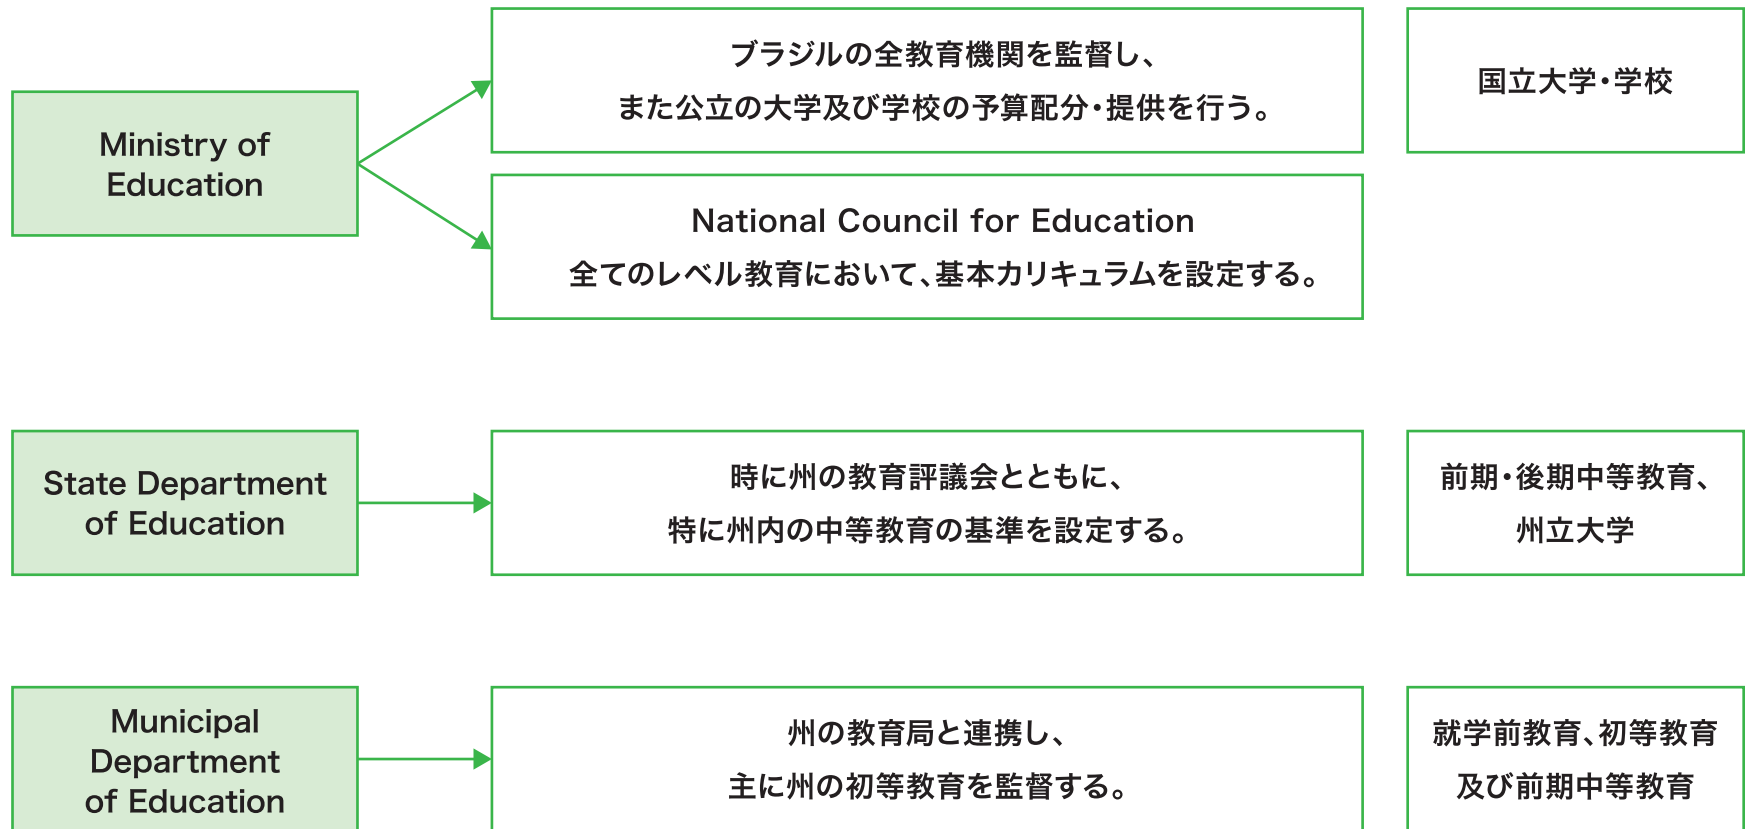 Ministry of
Education
ブラジルの全教育機関を監督し、
また公立の大学及び学校の予算配分・提供を行う。
国立大学・学校
National Council for Education
全てのレベル教育において、基本カリキュラムを設定する。
State Department
of Education
時に州の教育評議会とともに、
特に州内の中等教育の基準を設定する。
前期・後期中等教育、
州立大学
Municipal
Department
of Education
州の教育局と連携し、
主に州の初等教育を監督する。
就学前教育、初等教育
及び前期中等教育